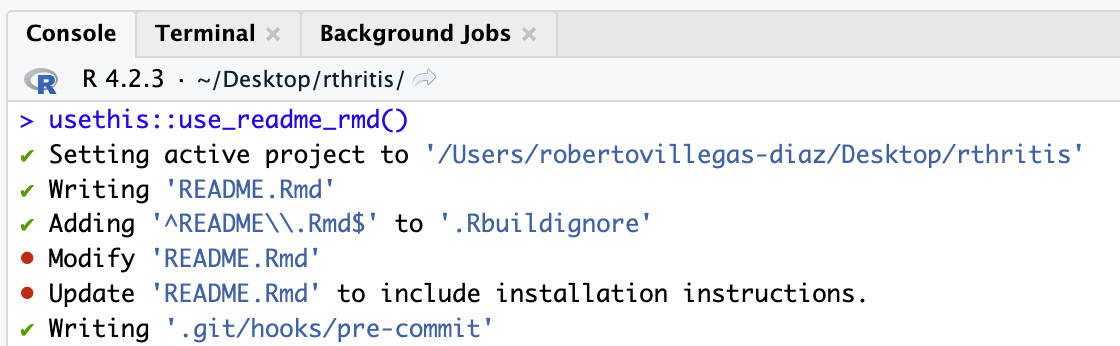 Console Terminal × Background Jobs ×
R R 4.2.3 · ~/Desktop/rthritis/
> usethis::use_readme_rmd()
✔ Setting active project to '/Users/robertovillegas-diaz/Desktop/rthritis'
✔ Writing 'README.Rmd'
✔ Adding '^README\\.Rmd$' to '.Rbuildignore'
● Modify 'README.Rmd'
● Update 'README.Rmd' to include installation instructions.
✔ Writing '.git/hooks/pre-commit'